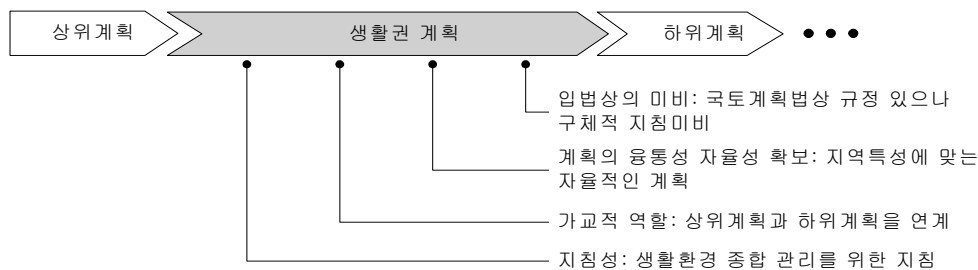 상위계획
생활권 계획
하위계획
입법상의 미비: 국토계획법상 규정 있으나
구체적 지침미비
계획의 융통성 자율성 확보: 지역특성에 맞는
자율적인 계획
가교적 역할: 상위계획과 하위계획을 연계
지침성: 생활환경 종합 관리를 위한 지침